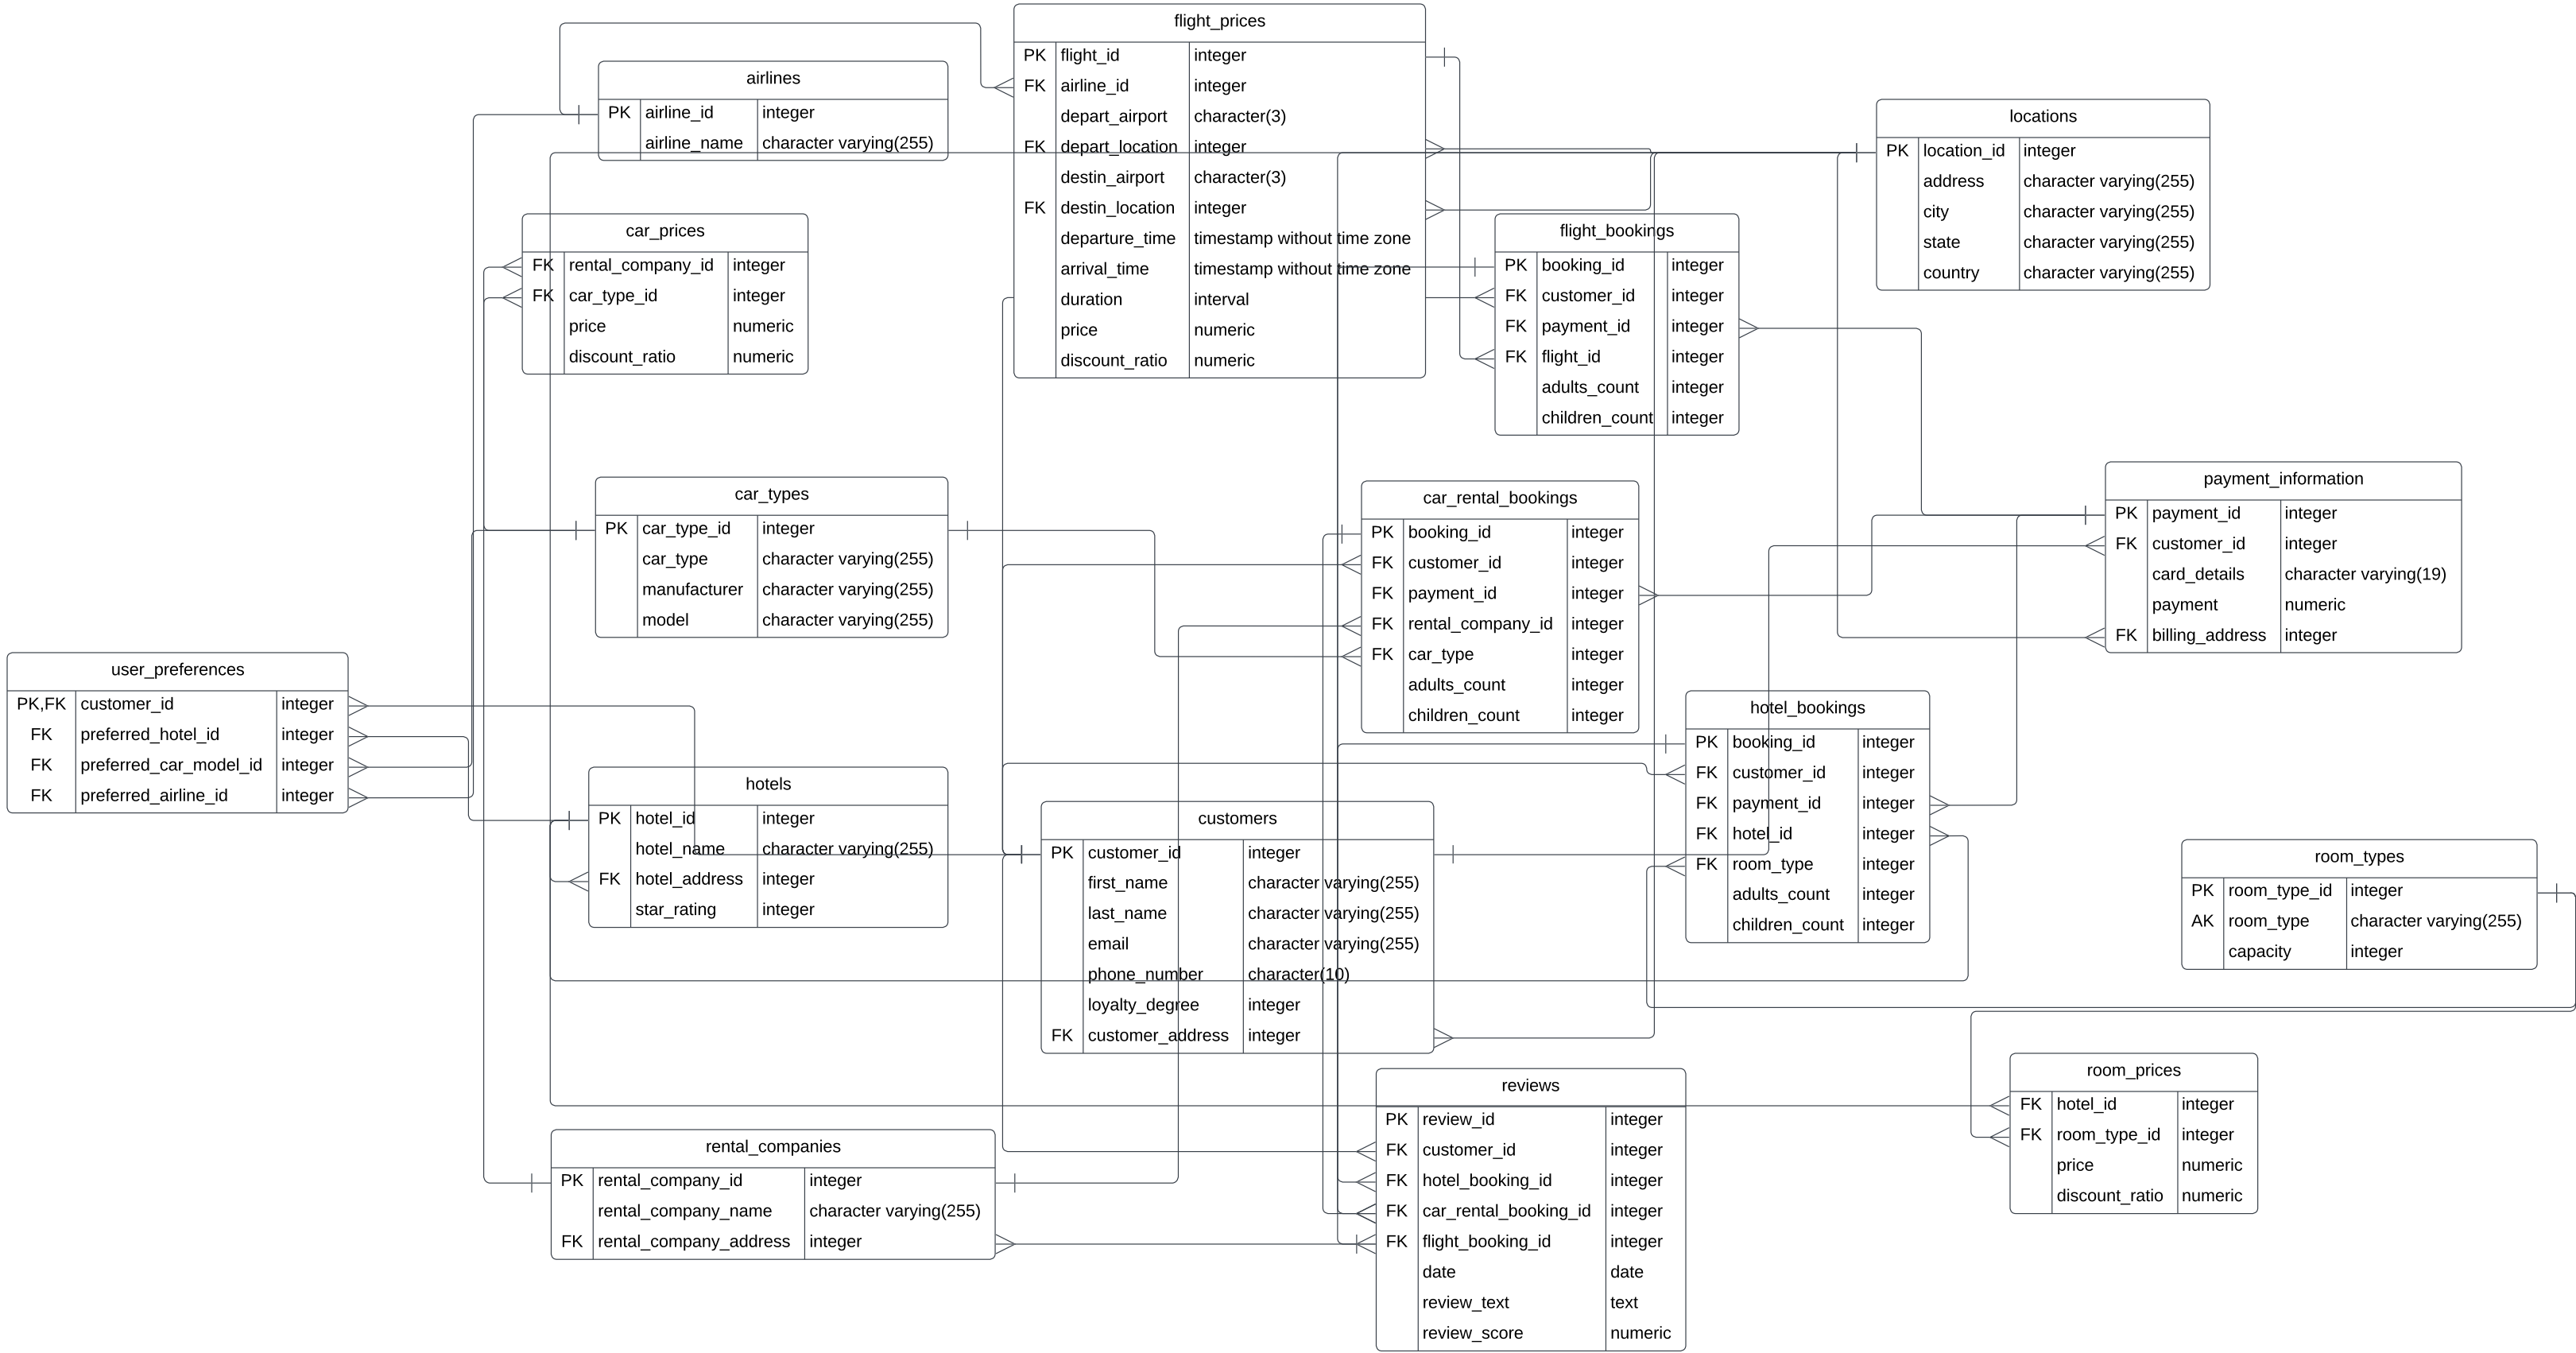 flight_prices
PK flight_id integer
FK airline_id integer
depart_airport character(3)
FK depart_location integer
destin_airport character(3)
FK destin_location integer
departure_time timestamp without time zone
arrival_time timestamp without time zone
duration interval
price numeric
discount_ratio numeric
airlines
PK airline_id integer
airline_name character varying(255)
locations
PK location_id integer
address character varying(255)
city character varying(255)
state character varying(255)
country character varying(255)
car_prices
FK rental_company_id integer
FK car_type_id integer
price numeric
discount_ratio numeric
flight_bookings
PK booking_id integer
FK customer_id integer
FK payment_id integer
FK flight_id integer
adults_count integer
children_count integer
car_types
PK car_type_id integer
car_type character varying(255)
manufacturer character varying(255)
model character varying(255)
car_rental_bookings
PK booking_id integer
FK customer_id integer
FK payment_id integer
FK rental_company_id integer
FK car_type integer
adults_count integer
children_count integer
payment_information
PK payment_id integer
FK customer_id integer
card_details character varying(19)
payment numeric
FK billing_address integer
user_preferences
PK,FK customer_id integer
FK preferred_hotel_id integer
FK preferred_car_model_id integer
FK preferred_airline_id integer
hotels
PK hotel_id integer
hotel_name character varying(255)
FK hotel_address integer
star_rating integer
customers
PK customer_id integer
first_name character varying(255)
last_name character varying(255)
email character varying(255)
phone_number character(10)
loyalty_degree integer
FK customer_address integer
hotel_bookings
PK booking_id integer
FK customer_id integer
FK payment_id integer
FK hotel_id integer
FK room_type integer
adults_count integer
children_count integer
room_types
PK room_type_id integer
AK room_type character varying(255)
capacity integer
rental_companies
PK rental_company_id integer
rental_company_name character varying(255)
FK rental_company_address integer
reviews
PK review_id integer
FK customer_id integer
FK hotel_booking_id integer
FK car_rental_booking_id integer
FK flight_booking_id integer
date date
review_text text
review_score numeric
room_prices
FK hotel_id integer
FK room_type_id integer
price numeric
discount_ratio numeric